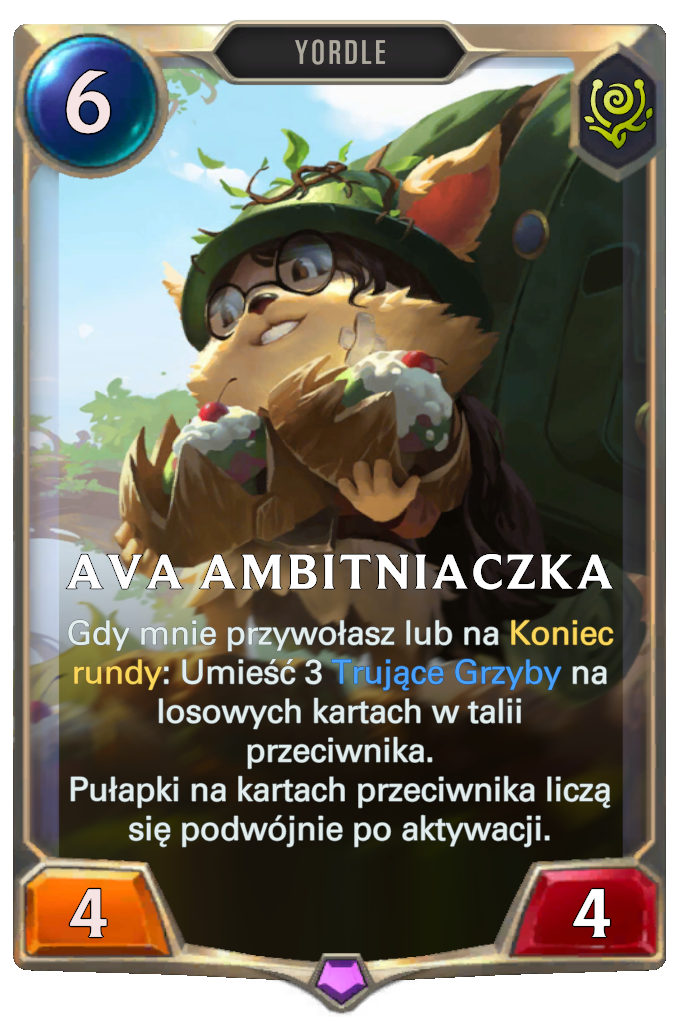 YORDLE
6
AVA AMBITNIACZKA
Gdy mnie przywołasz lub na Koniec
rundy: Umieść 3 Trujące Grzyby na
losowych kartach w talii
przeciwnika.
Pułapki na kartach przeciwnika liczą
się podwójnie po aktywacji.
4
4